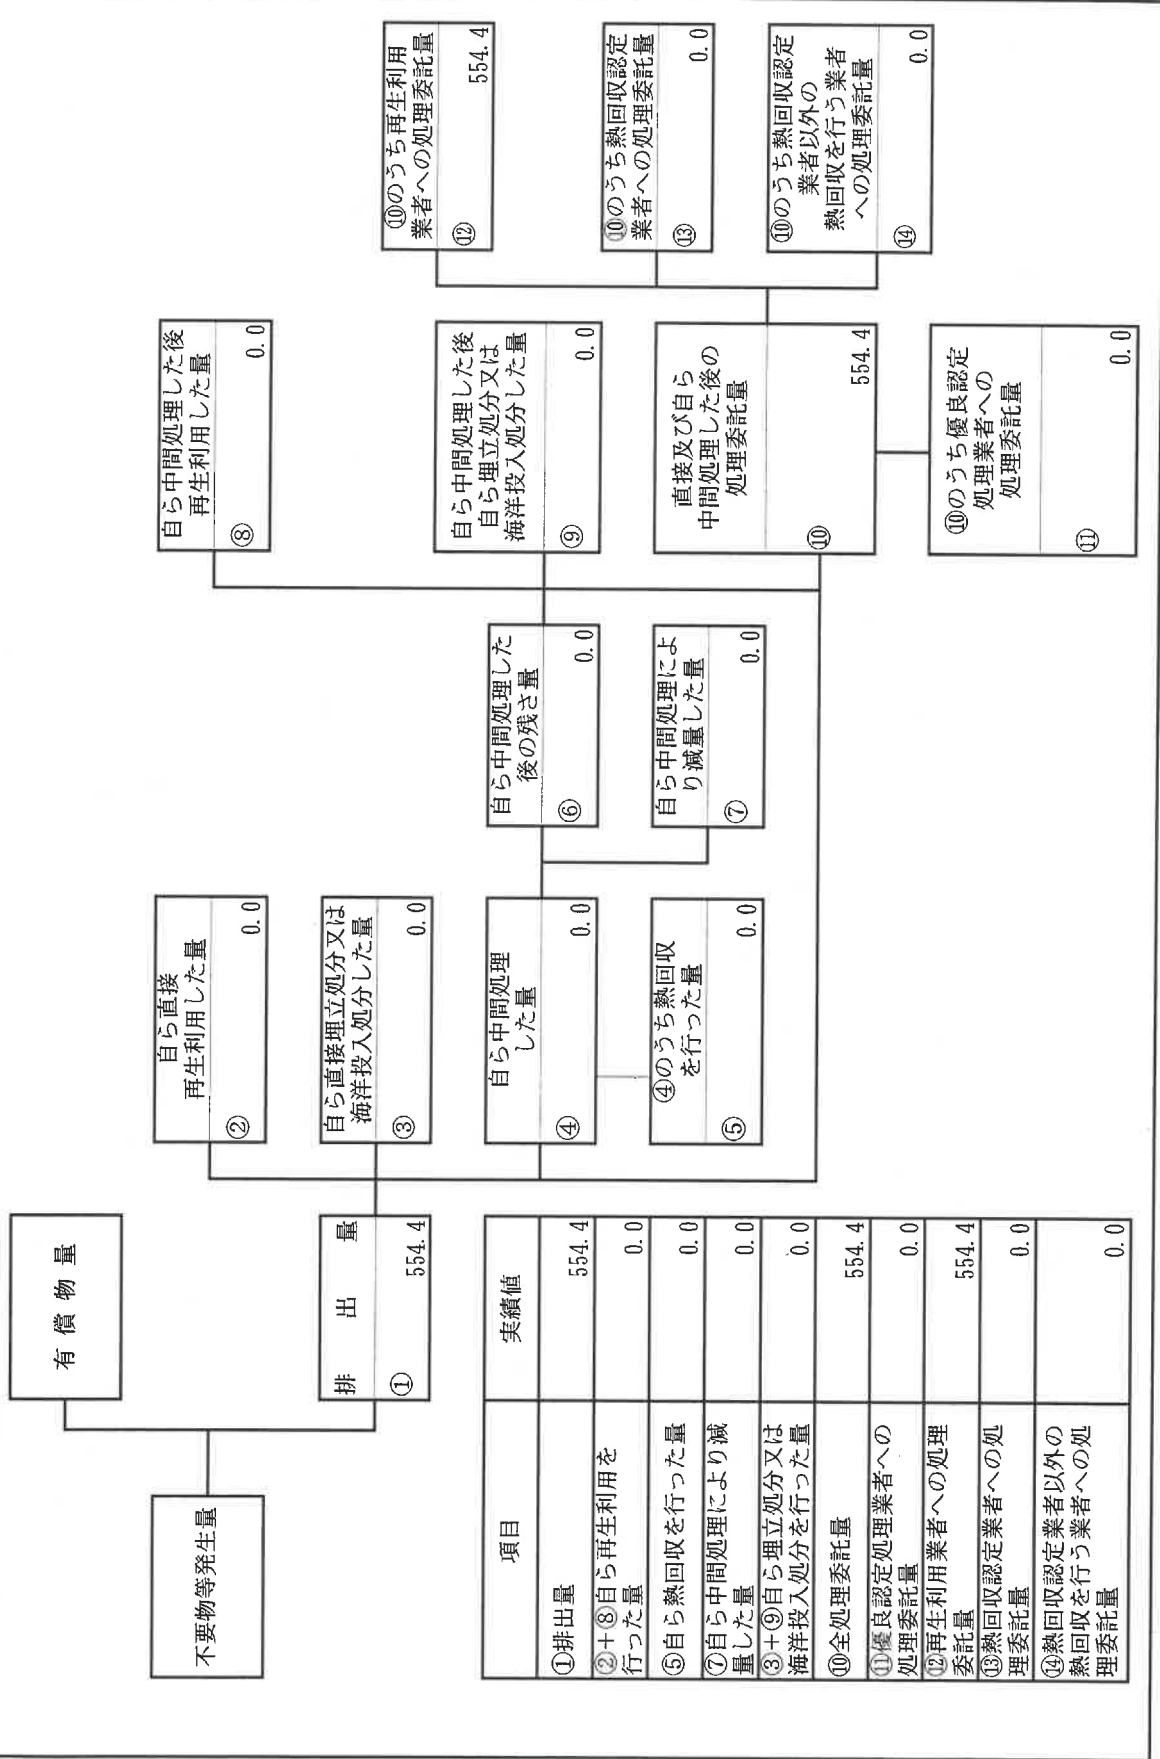 不要物等発生量
有償物量
排出量
①
554.4
自ら直接
再生利用した量
②
0.0
自ら直接埋立処分又は
海洋投入処分した量
③
0.0
自ら中間処理
した量
④
0.0
④のうち熱回収
を行った量
⑤
0.0
自ら中間処理した
後の残さ量
⑥
0.0
自ら中間処理によ
り減量した量
⑦
0.0
自ら中間処理した後
再生利用した量
⑧
0.0
自ら中間処理した後
自ら埋立処分又は
海洋投入処分した量
⑨
0.0
直接及び自ら
中間処理した後の
処理委託量
⑩
554.4
⑩のうち優良認定
処理業者への
処理委託量
⑪
0.0
⑩のうち再生利用
業者への処理委託量
⑫
554.4
⑩のうち熱回収認定
業者への処理委託量
⑬
0.0
⑩のうち熱回収認定
業者以外の
熱回収を行う業者
への処理委託量
⑭
0.0
項目 実績値
①排出量 554.4
②+⑧自ら再生利用を
行った量 0.0
⑤自ら熱回収を行った量 0.0
⑦自ら中間処理により減
量した量 0.0
③+⑨自ら埋立処分又は
海洋投入処分を行った量 0.0
⑩全処理委託量 554.4
⑪優良認定処理業者への
処理委託量 0.0
⑫再生利用業者への処理
委託量 554.4
⑬熱回収認定業者への処
理委託量 0.0
⑭熱回収認定業者以外の
熱回収を行う業者への処
理委託量 0.0